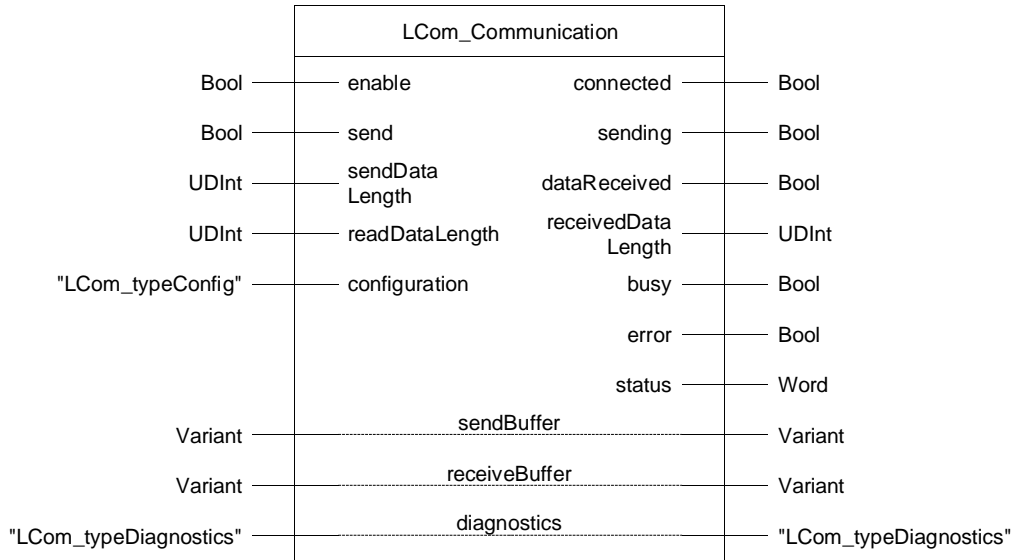 LCom_Communication
Bool enable connected Bool
Bool send sending Bool
UDInt sendData
Length dataReceived Bool
UDInt readDataLength receivedData
Length UDInt
"LCom_typeConfig" configuration busy Bool
error Bool
status Word
Variant sendBuffer Variant
Variant receiveBuffer Variant
"LCom_typeDiagnostics" diagnostics "LCom_typeDiagnostics"